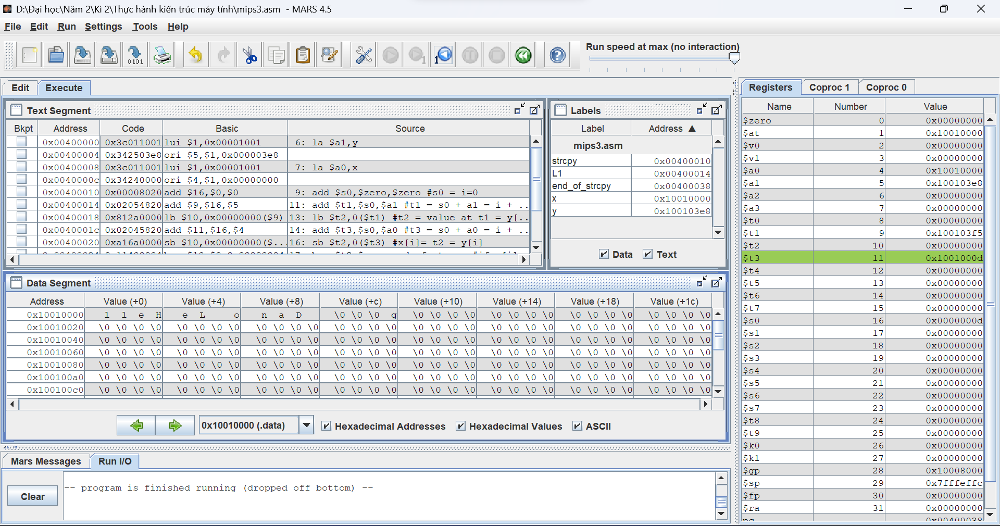 D:\Đại học\Năm 2\Kì 2\Thực hành kiến trúc máy tính\mips3.asm - MARS 4.5
File Edit Run Settings Tools Help
Run speed at max (no interaction)
Edit Execute
Text Segment
Bkpt Address Code Basic Source
0x00400000 0x3c011001 lui $1,0x00001001 6: la $a1,y
0x00400004 0x342503e8 ori $5,$1,0x000003e8
0x00400008 0x3c011001 lui $1,0x00001001 7: la $a0,x
0x0040000c 0x34240000 ori $4,$1,0x00000000
0x00400010 0x00008020 add $16,$0,$0 9: add $s0,$zero,$zero #s0 = i=0
0x00400014 0x02054820 add $9,$16,$5 11: add $t1,$s0,$a1 #t1 = s0 + a1 = i + ..
0x00400018 0x812a0000 lb $10,0x00000000($9) 13: lb $t2,0($t1) #t2 = value at t1 = y[..
0x0040001c 0x02045820 add $11,$16,$4 14: add $t3,$s0,$a0 #t3 = s0 + a0 = i + ..
0x00400020 0xa16a0000 sb $10,0x00000000($... 16: sb $t2,0($t3) #x[i]= t2 = y[i]
Labels
Label Address ▲
mips3.asm
strcpy 0x00400010
L1 0x00400014
end_of_strcpy 0x00400038
x 0x10010000
y 0x100103e8
Data Text
Data Segment
Address Value (+0) Value (+4) Value (+8) Value (+c) Value (+10) Value (+14) Value (+18) Value (+1c)
0x10010000 l l e H e L o n a D \0 \0 \0 g \0 \0 \0 \0 \0 \0 \0 \0 \0 \0 \0 \0 \0 \0 \0 \0
0x10010020 \0 \0 \0 \0 \0 \0 \0 \0 \0 \0 \0 \0 \0 \0 \0 \0 \0 \0 \0 \0 \0 \0 \0 \0 \0 \0 \0 \0 \0 \0 \0 \0
0x10010040 \0 \0 \0 \0 \0 \0 \0 \0 \0 \0 \0 \0 \0 \0 \0 \0 \0 \0 \0 \0 \0 \0 \0 \0 \0 \0 \0 \0 \0 \0 \0 \0
0x10010060 \0 \0 \0 \0 \0 \0 \0 \0 \0 \0 \0 \0 \0 \0 \0 \0 \0 \0 \0 \0 \0 \0 \0 \0 \0 \0 \0 \0 \0 \0 \0 \0
0x10010080 \0 \0 \0 \0 \0 \0 \0 \0 \0 \0 \0 \0 \0 \0 \0 \0 \0 \0 \0 \0 \0 \0 \0 \0 \0 \0 \0 \0 \0 \0 \0 \0
0x100100a0 \0 \0 \0 \0 \0 \0 \0 \0 \0 \0 \0 \0 \0 \0 \0 \0 \0 \0 \0 \0 \0 \0 \0 \0 \0 \0 \0 \0 \0 \0 \0 \0
0x100100c0 \0 \0 \0 \0 \0 \0 \0 \0 \0 \0 \0 \0 \0 \0 \0 \0 \0 \0 \0 \0 \0 \0 \0 \0 \0 \0 \0 \0 \0 \0 \0 \0
0x10010000 (.data) Hexadecimal Addresses Hexadecimal Values ASCII
Mars Messages Run I/O
Clear
-- program is finished running (dropped off bottom) --
Registers Coproc 1 Coproc 0
Name Number Value
$zero 0 0x00000000
$at 1 0x10010000
$v0 2 0x00000000
$v1 3 0x00000000
$a0 4 0x10010000
$a1 5 0x100103e8
$a2 6 0x00000000
$a3 7 0x00000000
$t0 8 0x00000000
$t1 9 0x100103f5
$t2 10 0x00000000
$t3 11 0x1001000d
$t4 12 0x00000000
$t5 13 0x00000000
$t6 14 0x00000000
$t7 15 0x00000000
$s0 16 0x0000000d
$s1 17 0x00000000
$s2 18 0x00000000
$s3 19 0x00000000
$s4 20 0x00000000
$s5 21 0x00000000
$s6 22 0x00000000
$s7 23 0x00000000
$t8 24 0x00000000
$t9 25 0x00000000
$k0 26 0x00000000
$k1 27 0x00000000
$gp 28 0x10008000
$sp 29 0x7fffeffc
$fp 30 0x00000000
$ra 31 0x00000000
pc 0x00400038